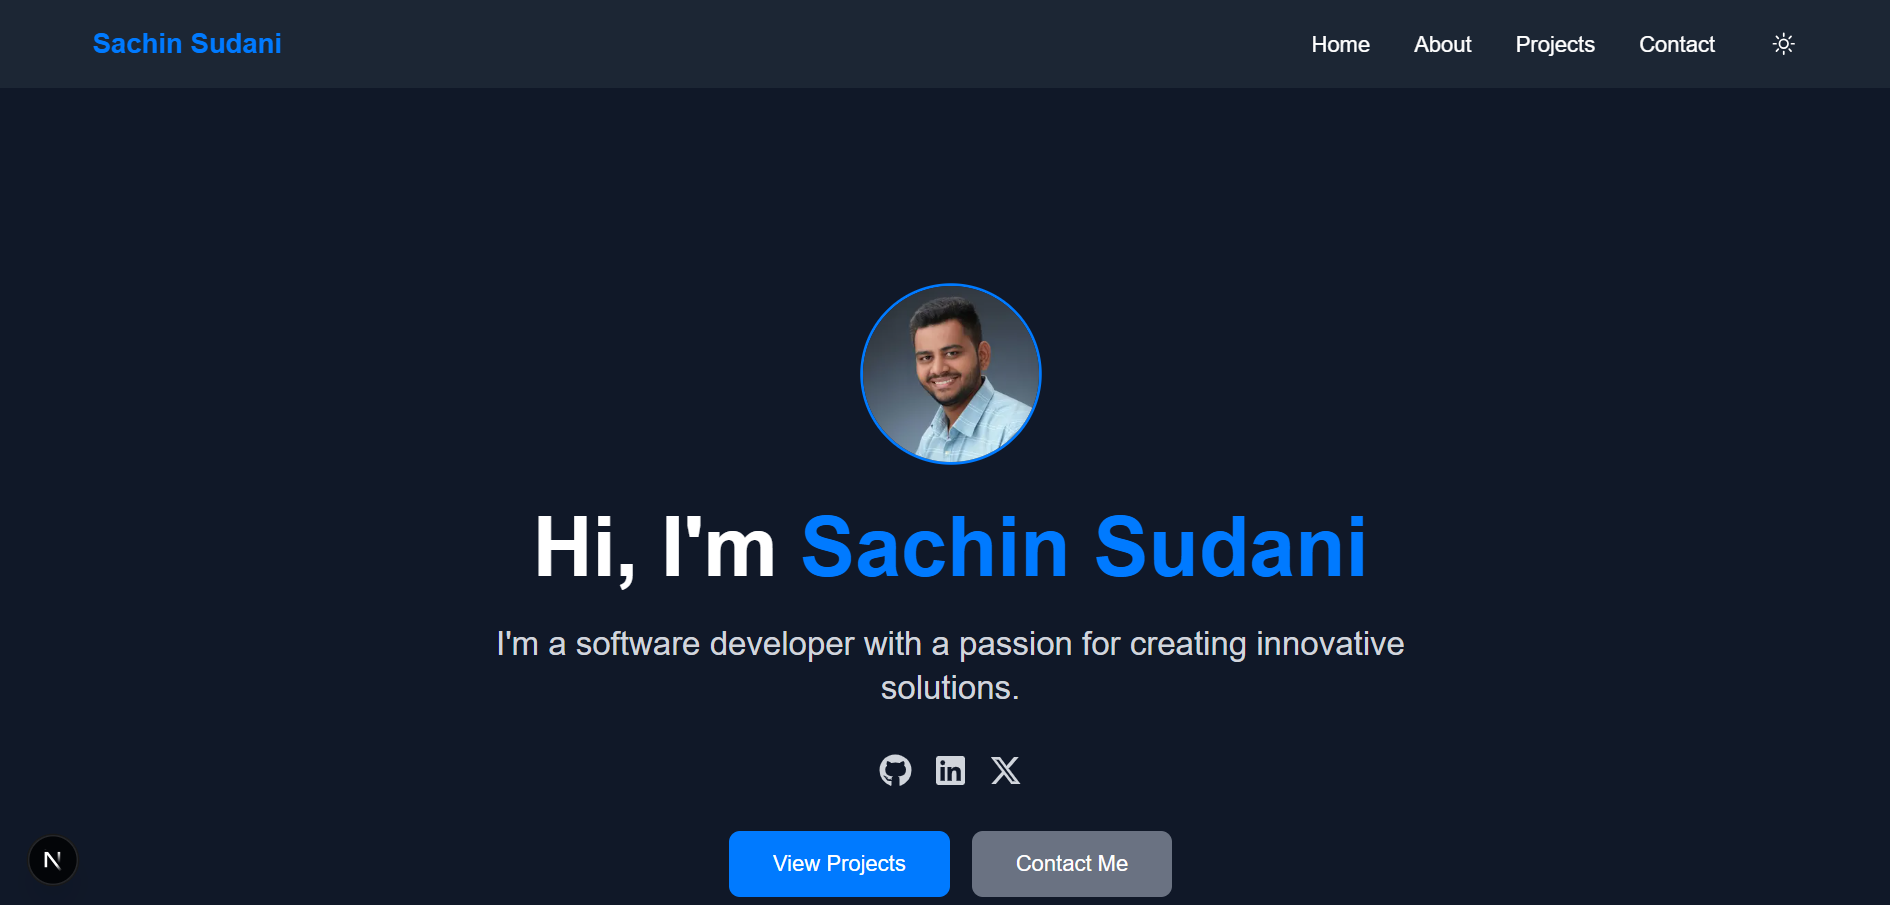 Sachin Sudani
Home About Projects Contact
Hi, I'm Sachin Sudani
I'm a software developer with a passion for creating innovative
solutions.
in
View Projects Contact Me
N